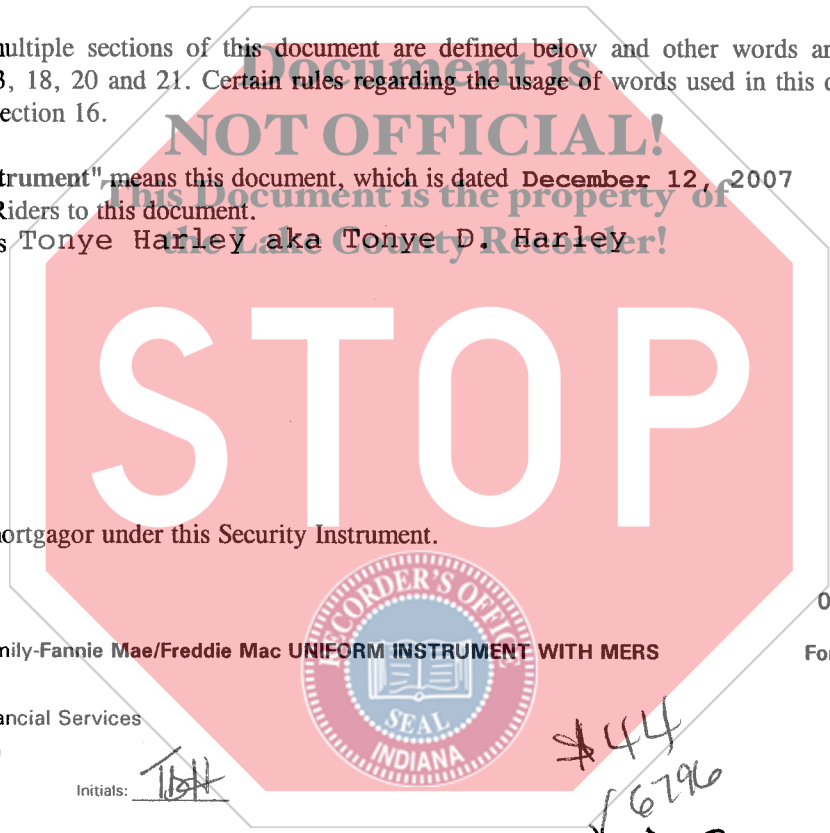 multiple sections of this document are defined below and other words
3, 18, 20 and 21. Certain rules regarding the usage of words used in this
ection 16.
Document is
NOT OFFICIAL!
This Document is the property of
the Lake County Recorder!
trument" means this document, which is dated December 12, 2007
Riders to this document.
s Tonye Harley aka Tonye D. Harley
STOP
ortgagor under this Security Instrument.
RECORDER'S OFFICE
SEAL
INDIANA
mily-Fannie Mae/Freddie Mac UNIFORM INSTRUMENT WITH MERS
ancial Services
Initials: TDH
$44
6796